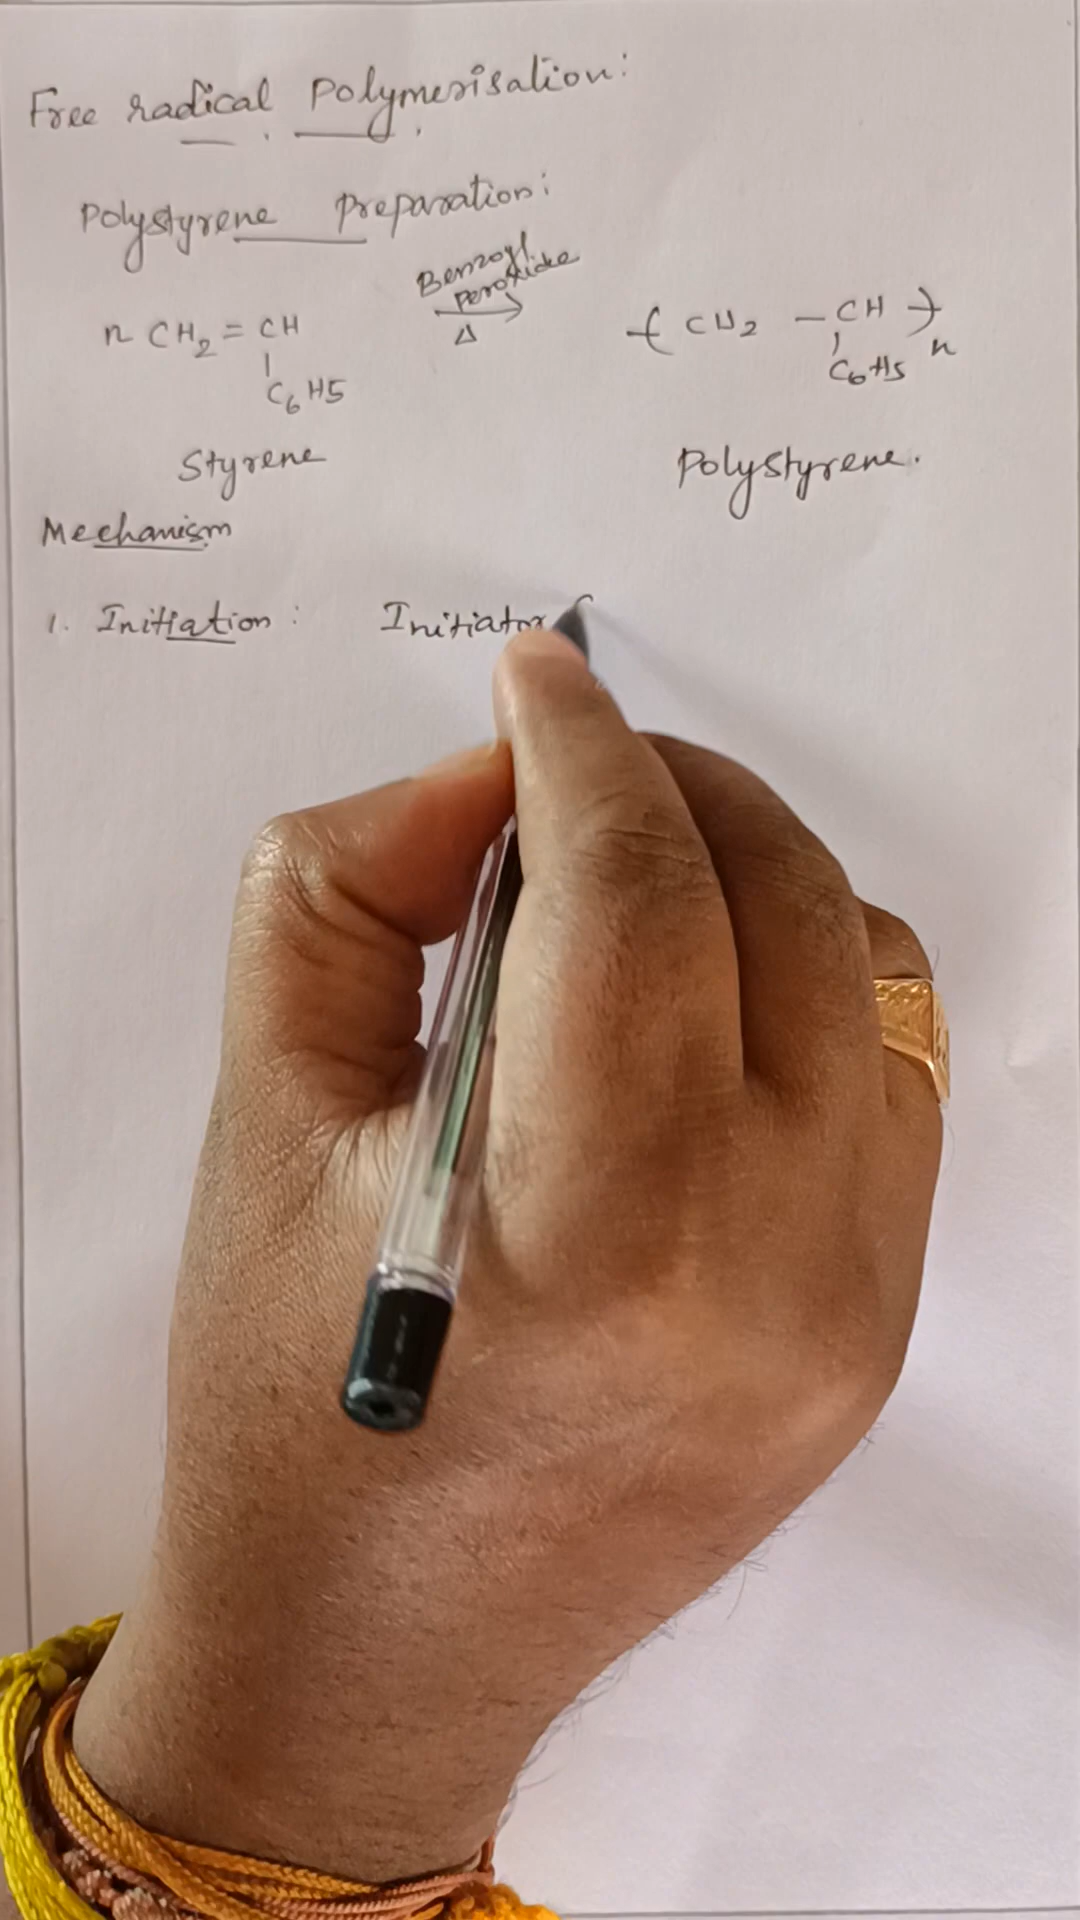 Free radical Polymerisation:
Polystyrene Preparation:
Benzoyl
peroxide
n CH₂ = CH ⟶ -( CH₂ - CH )-
Δ n
C₆H5 C₆H5
Styrene Polystyrene.
Mechanism
1. Initiation: Initiator (